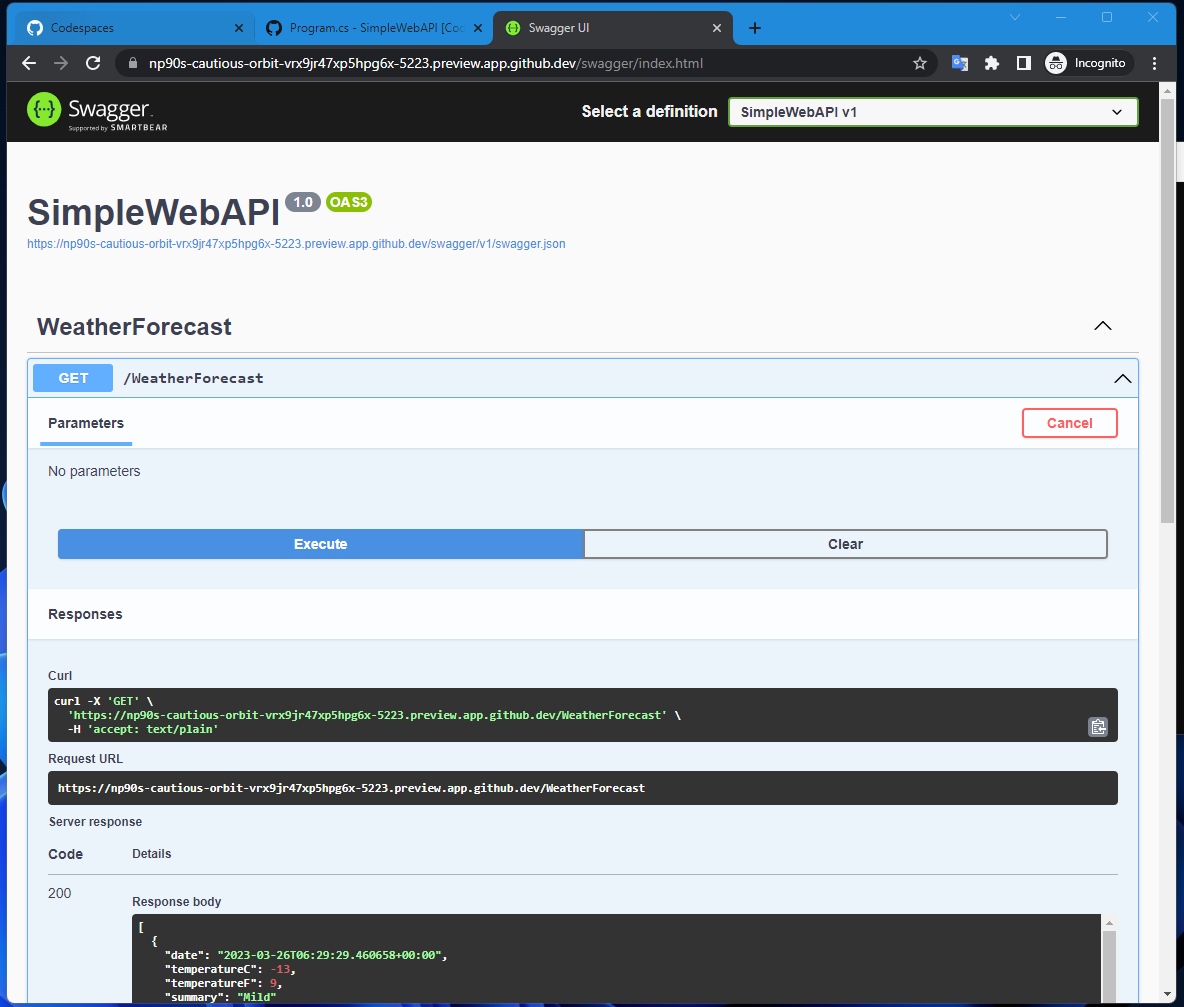 Codespaces
Program.cs - SimpleWebAPI [Co
Swagger UI
np90s-cautious-orbit-vrx9jr47xp5hpg6x-5223.preview.app.github.dev/swagger/index.html
Incognito
Swagger
Supported by SMARTBEAR
Select a definition
SimpleWebAPI v1
SimpleWebAPI 1.0 OAS3
https://np90s-cautious-orbit-vrx9jr47xp5hpg6x-5223.preview.app.github.dev/swagger/v1/swagger.json
WeatherForecast
GET /WeatherForecast
Parameters
Cancel
No parameters
Execute
Clear
Responses
Curl
curl -X 'GET' \
'https://np90s-cautious-orbit-vrx9jr47xp5hpg6x-5223.preview.app.github.dev/WeatherForecast' \
-H 'accept: text/plain'
Request URL
https://np90s-cautious-orbit-vrx9jr47xp5hpg6x-5223.preview.app.github.dev/WeatherForecast
Server response
Code Details
200
Response body
[
{
"date": "2023-03-26T06:29:29.460658+00:00",
"temperatureC": -13,
"temperatureF": 9,
"summary": "Mild"